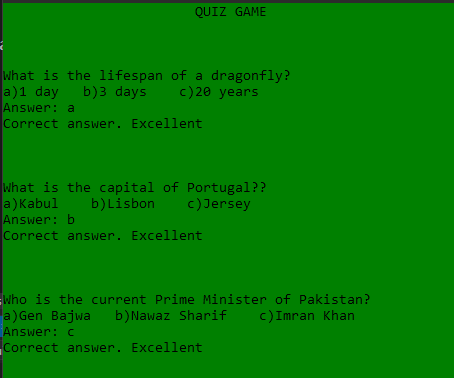 QUIZ GAME
What is the lifespan of a dragonfly?
a)1 day   b)3 days    c)20 years
Answer: a
Correct answer. Excellent
What is the capital of Portugal??
a)Kabul    b)Lisbon    c)Jersey
Answer: b
Correct answer. Excellent
Who is the current Prime Minister of Pakistan?
a)Gen Bajwa   b)Nawaz Sharif    c)Imran Khan
Answer: c
Correct answer. Excellent